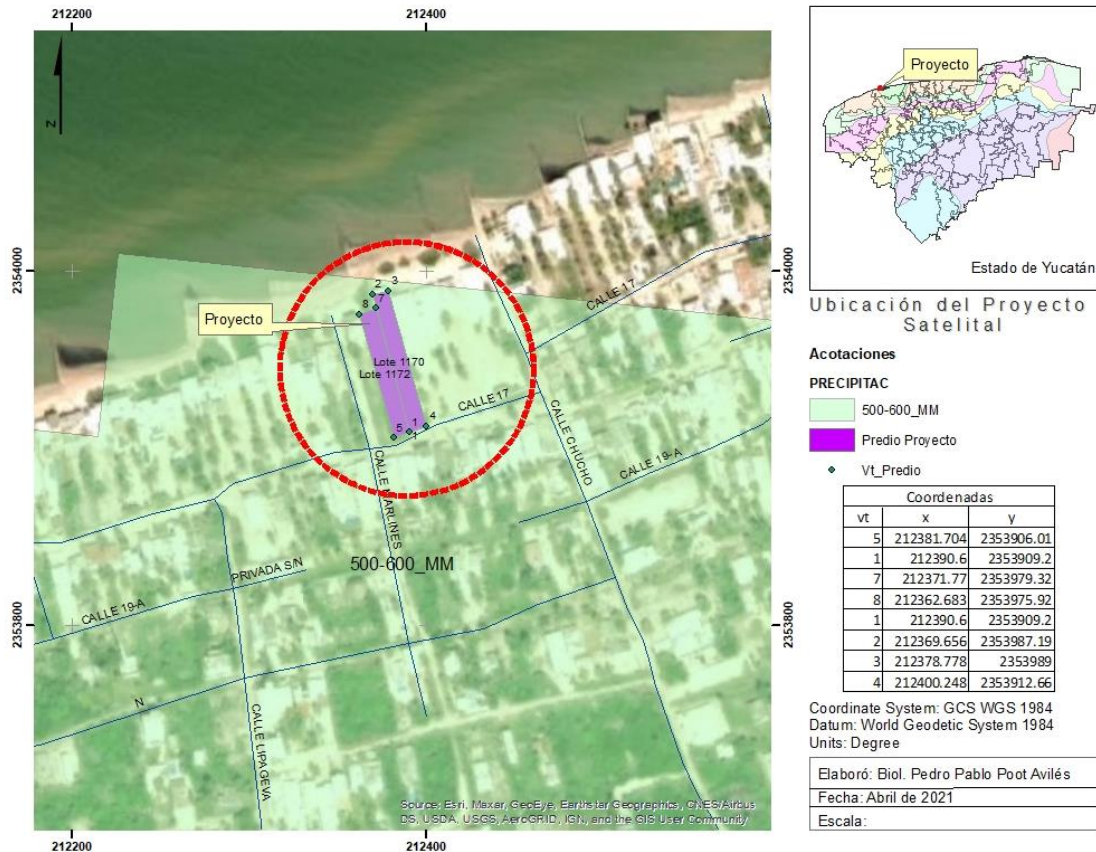 212200
212400
N
2354000
2354000
2353800
2353800
2
3
8
7
Proyecto
Lote 1170
Lote 1172
4
1
5
1
CALLE 17
CALLE 17
CALLE CHUCHO
CALLE 19-A
CALLE MARLINES
500-600_MM
PRIVADA S/N
CALLE 19-A
N
CALLE LIPAGEVA
Source: Esri, Maxar, GeoEye, Earthstar Geographics, CNES/Airbus
DS, USDA, USGS, AeroGRID, IGN, and the GIS User Community
212200
212400
Proyecto
Estado de Yucatán
Ubicación del Proyecto
Satelital
Acotaciones
PRECIPITAC
500-600_MM
Predio Proyecto
Vt_Predio
Coordenadas
vt x y
5 212381.704 2353906.01
1 212390.6 2353909.2
7 212371.77 2353979.32
8 212362.683 2353975.92
1 212390.6 2353909.2
2 212369.656 2353987.19
3 212378.778 2353989
4 212400.248 2353912.66
Coordinate System: GCS WGS 1984
Datum: World Geodetic System 1984
Units: Degree
Elaboró: Biol. Pedro Pablo Poot Avilés
Fecha: Abril de 2021
Escala: